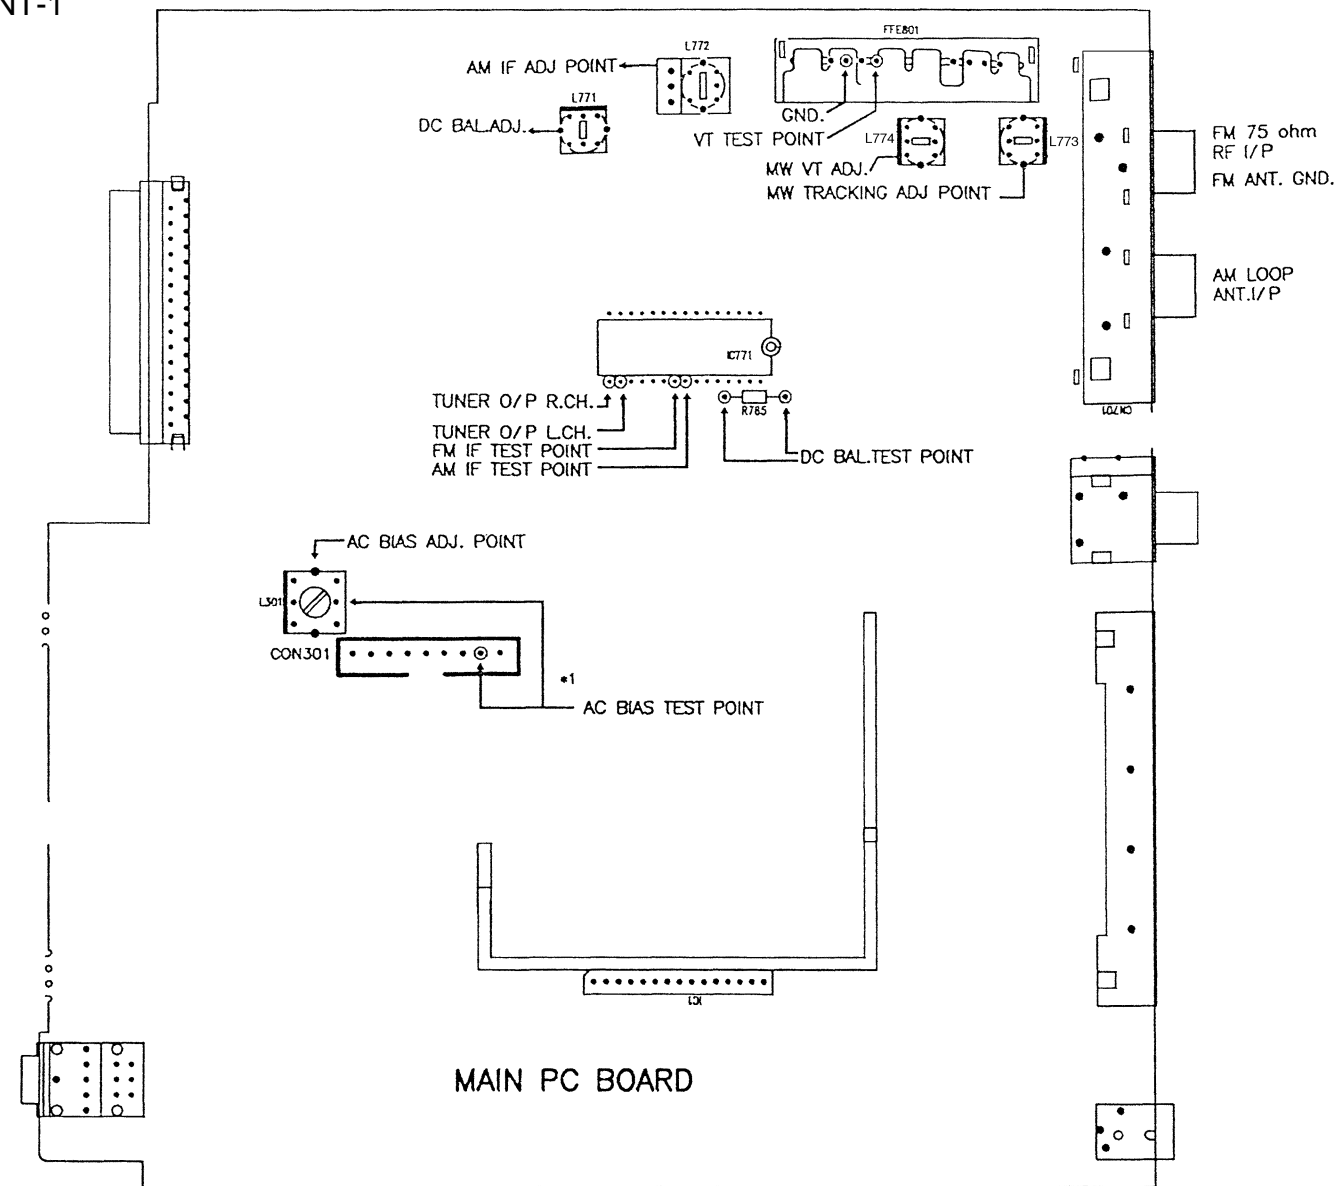 NT-1
FFE801
L772
AM IF ADJ POINT
L771
DC BAL.ADJ.
GND.
VT TEST POINT
L774
L773
MW VT ADJ.
MW TRACKING ADJ POINT
FM 75 ohm
RF I/P
FM ANT. GND.
AM LOOP
ANT.I/P
IC771
CN701
TUNER O/P R.CH.
R785
TUNER O/P L.CH.
FM IF TEST POINT
AM IF TEST POINT
DC BAL.TEST POINT
AC BIAS ADJ. POINT
L301
CON301
*1
AC BIAS TEST POINT
IC1
MAIN PC BOARD